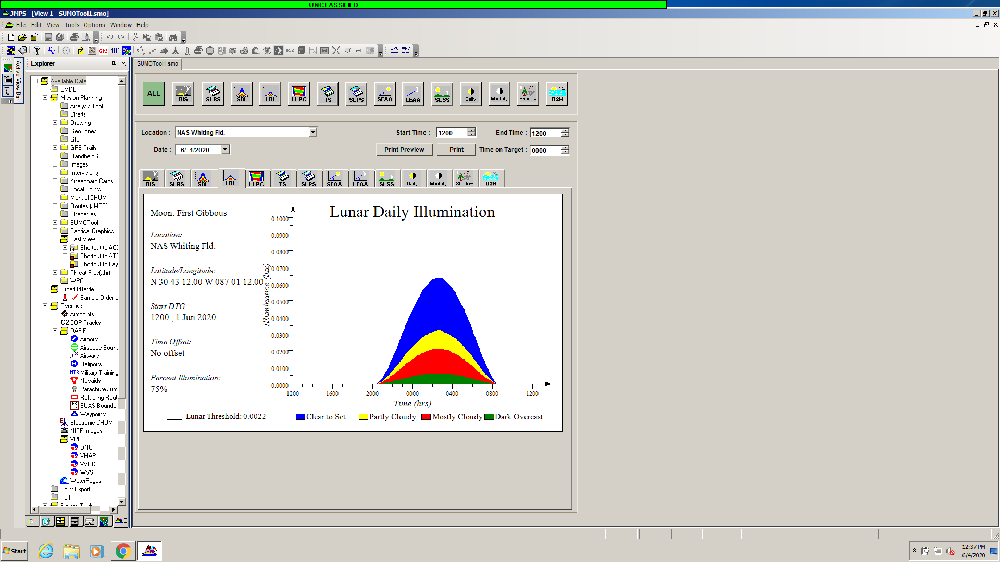 UNCLASSIFIED
JMPS - [View 1 - SUMOTool1.smo]
File Edit View Tools Options Window Help
GPS NITF WEZ WPC WPC
Active View Bar
Explorer
SUMOTool1.smo
Available Data
CMDL
Mission Planning
Analysis Tool
Charts
Drawing
GeoZones
GIS
GPS Trails
HandheldGPS
Images
Intervisibility
Kneeboard Cards
Local Points
Manual CHUM
Routes (JMPS)
Shapefiles
SUMOTool
Tactical Graphics
TaskView
Shortcut to AC
Shortcut to AT
Shortcut to Lay
Threat Files(.thr)
WPC
OrderOfBattle
Sample Order o
Overlays
Aimpoints
C2 COP Tracks
DAFIF
Airports
Airspace Boun
Airways
Heliports
MTR Military Training
Navaids
Parachute Jum
Refueling Rout
NO FLY SUAS Boundar
Waypoints
Electronic CHUM
NITF Images
VPF
DNC
VMAP
VVOD
WVS
WaterPages
Point Export
PST
System Tools
ALL DIS SLRS SDI LDI LLPC TS SLPS SEAA LEAA SLSS Daily Monthly Shadow D2H
Location : NAS Whiting Fld. Start Time : 1200 End Time : 1200
Date : 6/ 1/2020 Print Preview Print Time on Target : 0000
DIS SLRS SDI LDI LLPC TS SLPS SEAA LEAA SLSS Daily Monthly Shadow D2H
Lunar Daily Illumination
Moon: First Gibbous
Location:
NAS Whiting Fld.
Latitude/Longitude:
N 30 43 12.00 W 087 01 12.00
Start DTG
1200 , 1 Jun 2020
Time Offset:
No offset
Percent Illumination:
75%
Illuminance (lux)
0.1000
0.0900
0.0800
0.0700
0.0600
0.0500
0.0400
0.0300
0.0200
0.0100
0.0000
1200 1600 2000 0000 0400 0800 1200
Time (hrs)
Lunar Threshold: 0.0022 Clear to Sct Partly Cloudy Mostly Cloudy Dark Overcast
C
Start
JMPS
12:37 PM
6/4/2020